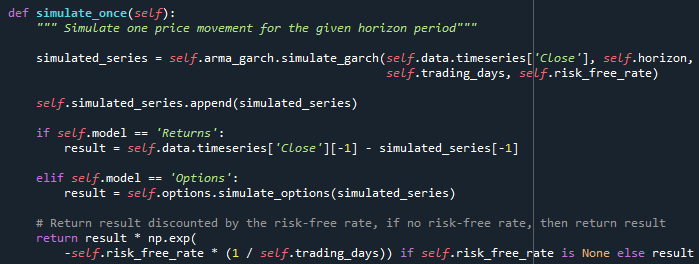 def simulate_once(self):
""" Simulate one price movement for the given horizon period"""
simulated_series = self.arma_garch.simulate_garch(self.data.timeseries['Close'], self.horizon,
self.trading_days, self.risk_free_rate)
self.simulated_series.append(simulated_series)
if self.model == 'Returns':
result = self.data.timeseries['Close'][-1] - simulated_series[-1]
elif self.model == 'Options':
result = self.options.simulate_options(simulated_series)
# Return result discounted by the risk-free rate, if no risk-free rate, then return result
return result * np.exp(
-self.risk_free_rate * (1 / self.trading_days)) if self.risk_free_rate is None else result